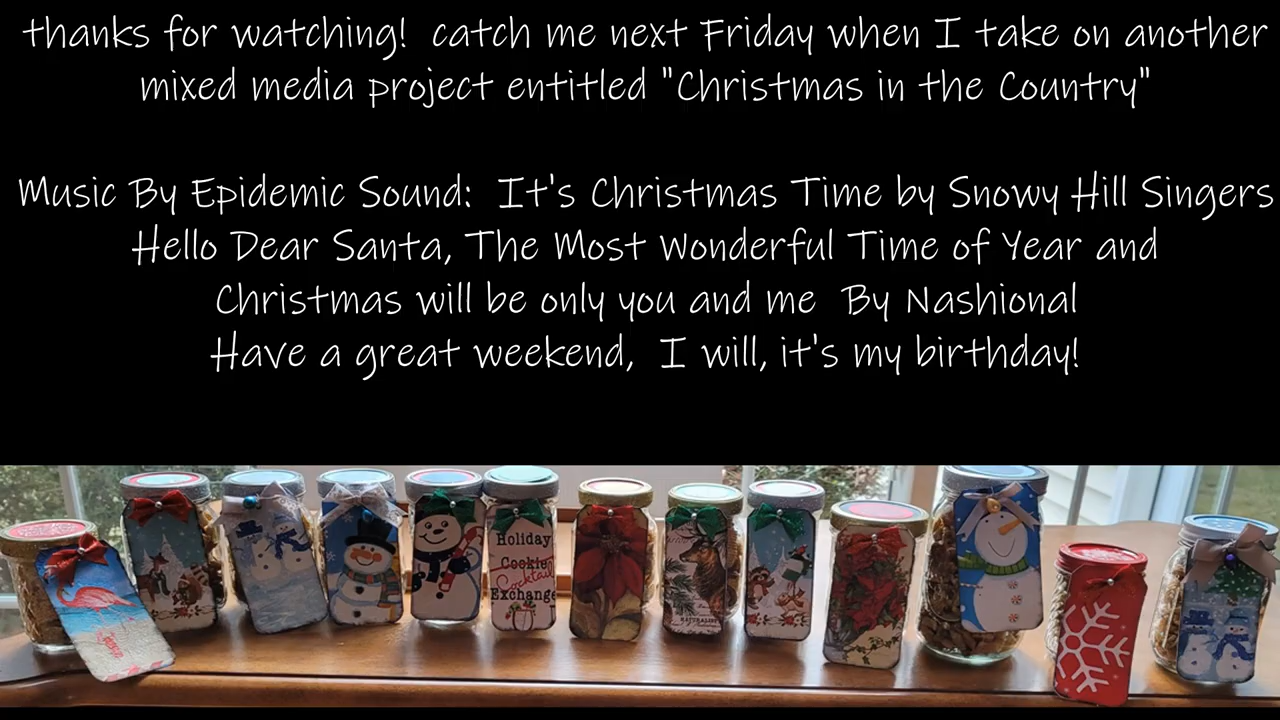 thanks for watching! catch me next Friday when I take on another
mixed media project entitled "Christmas in the Country"
Music By Epidemic Sound: It's Christmas Time by Snowy Hill Singers
Hello Dear Santa, The Most Wonderful Time of Year and
Christmas will be only you and me By Nashional
Have a great weekend, I will, it's my birthday!
Holiday
Cookie
Cocktail
Exchange